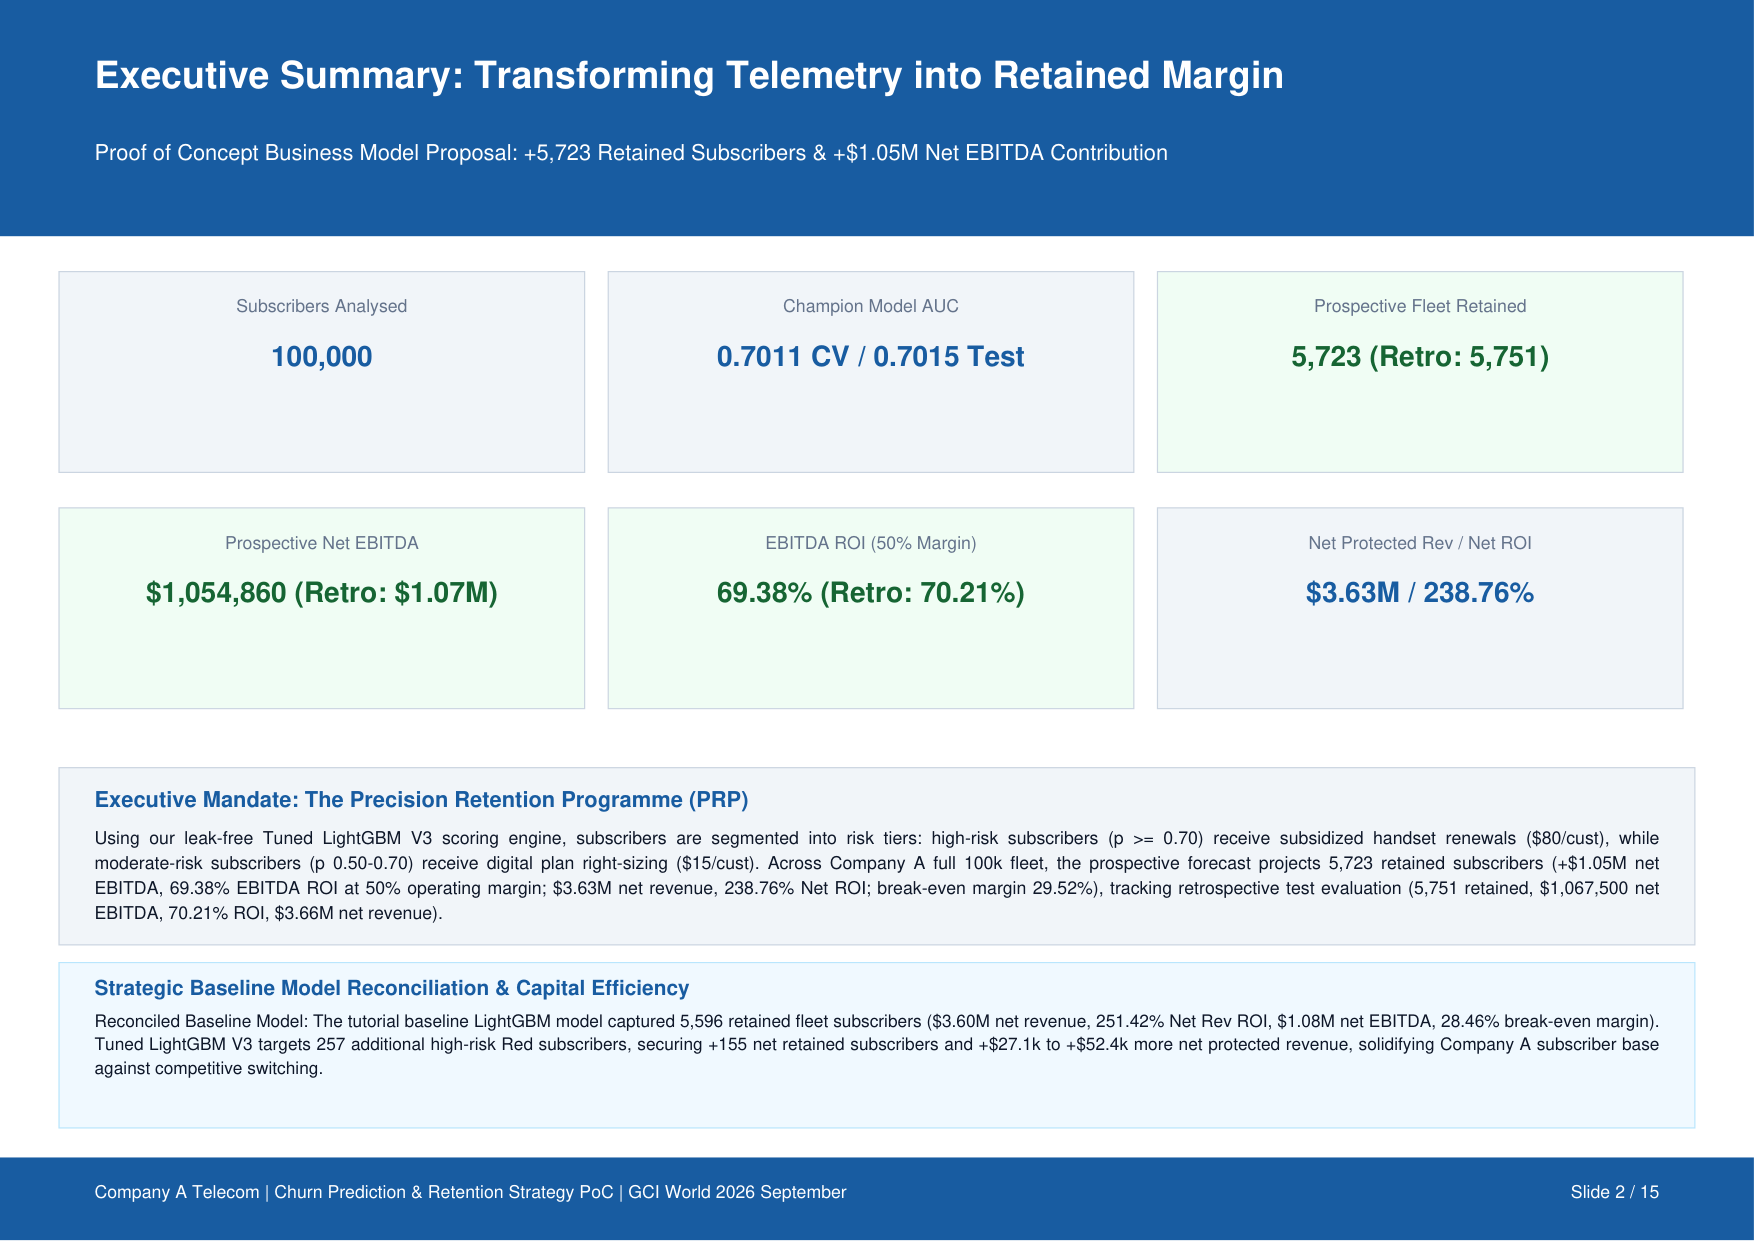 Executive Summary: Transforming Telemetry into Retained Margin
Proof of Concept Business Model Proposal: +5,723 Retained Subscribers & +$1.05M Net EBITDA Contribution
Subscribers Analysed
100,000
Champion Model AUC
0.7011 CV / 0.7015 Test
Prospective Fleet Retained
5,723 (Retro: 5,751)
Prospective Net EBITDA
$1,054,860 (Retro: $1.07M)
EBITDA ROI (50% Margin)
69.38% (Retro: 70.21%)
Net Protected Rev / Net ROI
$3.63M / 238.76%
Executive Mandate: The Precision Retention Programme (PRP)
Using our leak-free Tuned LightGBM V3 scoring engine, subscribers are segmented into risk tiers: high-risk subscribers (p >= 0.70) receive subsidized handset renewals ($80/cust), while
moderate-risk subscribers (p 0.50-0.70) receive digital plan right-sizing ($15/cust). Across Company A full 100k fleet, the prospective forecast projects 5,723 retained subscribers (+$1.05M net
EBITDA, 69.38% EBITDA ROI at 50% operating margin; $3.63M net revenue, 238.76% Net ROI; break-even margin 29.52%), tracking retrospective test evaluation (5,751 retained, $1,067,500 net
EBITDA, 70.21% ROI, $3.66M net revenue).
Strategic Baseline Model Reconciliation & Capital Efficiency
Reconciled Baseline Model: The tutorial baseline LightGBM model captured 5,596 retained fleet subscribers ($3.60M net revenue, 251.42% Net Rev ROI, $1.08M net EBITDA, 28.46% break-even margin).
Tuned LightGBM V3 targets 257 additional high-risk Red subscribers, securing +155 net retained subscribers and +$27.1k to +$52.4k more net protected revenue, solidifying Company A subscriber base
against competitive switching.
Company A Telecom | Churn Prediction & Retention Strategy PoC | GCI World 2026 September
Slide 2 / 15